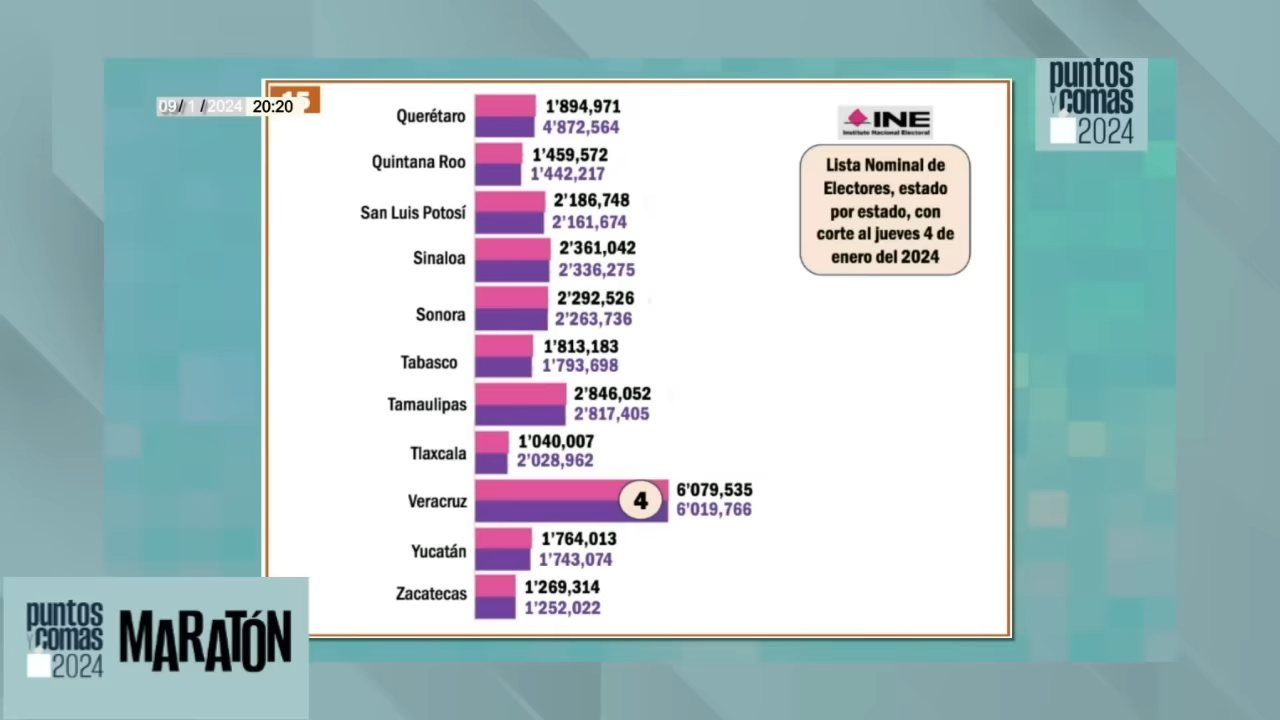 09/ 1 /2024 20:20
15
Querétaro 1'894,971
4'872,564
Quintana Roo 1'459,572
1'442,217
San Luis Potosí 2'186,748
2'161,674
Sinaloa 2'361,042
2'336,275
Sonora 2'292,526
2'263,736
Tabasco 1'813,183
1'793,698
Tamaulipas 2'846,052
2'817,405
Tlaxcala 1'040,007
2'028,962
Veracruz 4 6'079,535
6'019,766
Yucatán 1'764,013
1'743,074
Zacatecas 1'269,314
1'252,022
INE
Instituto Nacional Electoral
Lista Nominal de
Electores, estado
por estado, con
corte al jueves 4 de
enero del 2024
puntos
y comas
2024
puntos
y comas
2024
MARATÓN